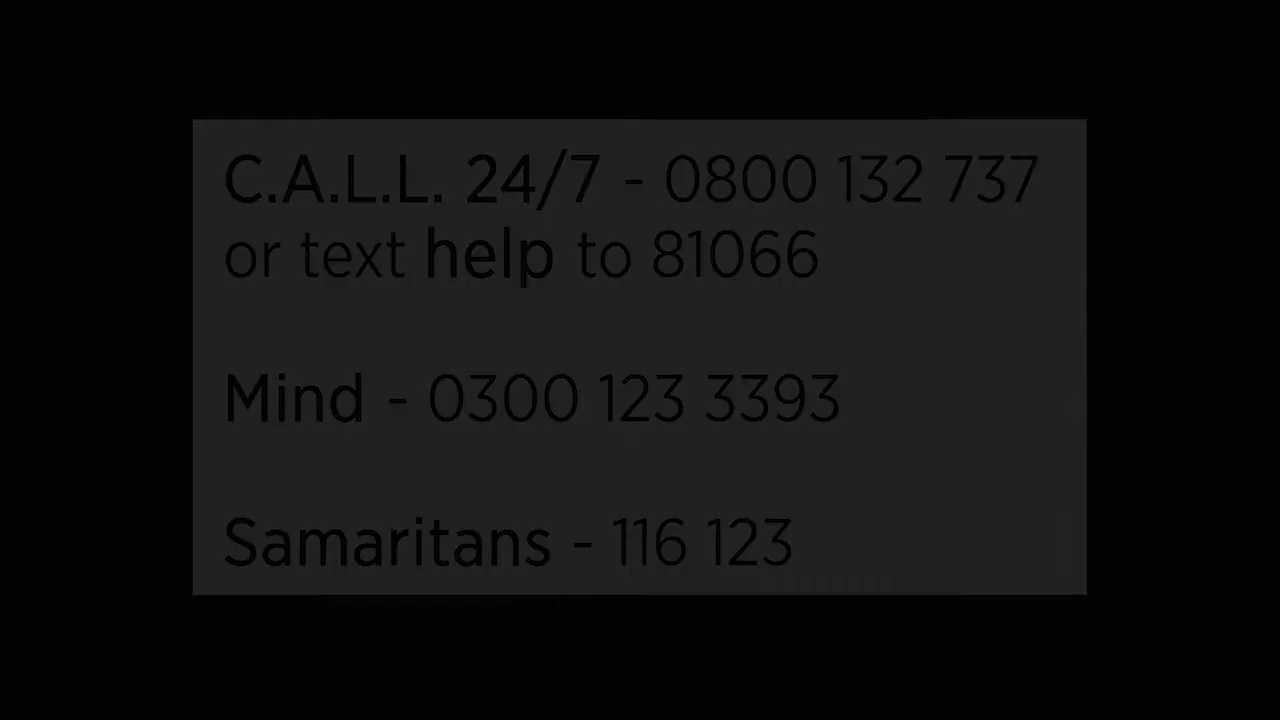 C.A.L.L. 24/7 - 0800 132 737
or text help to 81066
Mind - 0300 123 3393
Samaritans - 116 123